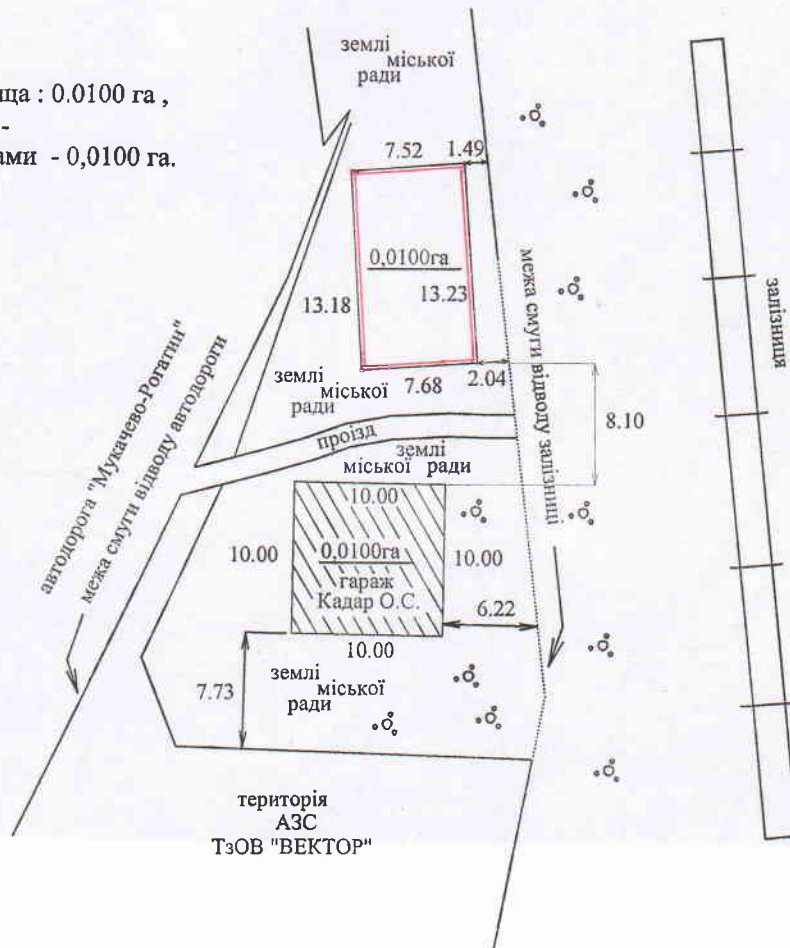 землі
міської
ради
ща : 0.0100 га ,
-
ами - 0,0100 га.
7.52
1.49
0,0100га
13.18
13.23
межа смуги відводу залізниці
залізниця
землі
міської
ради
7.68
2.04
8.10
автодорога "Мукачево-Рогатин"
межа смуги відводу автодороги
проїзд
землі
міської ради
10.00
10.00
0,0100га
гараж
Кадар О.С.
10.00
6.22
10.00
7.73
землі
міської
ради
територія
АЗС
ТзОВ "ВЕКТОР"